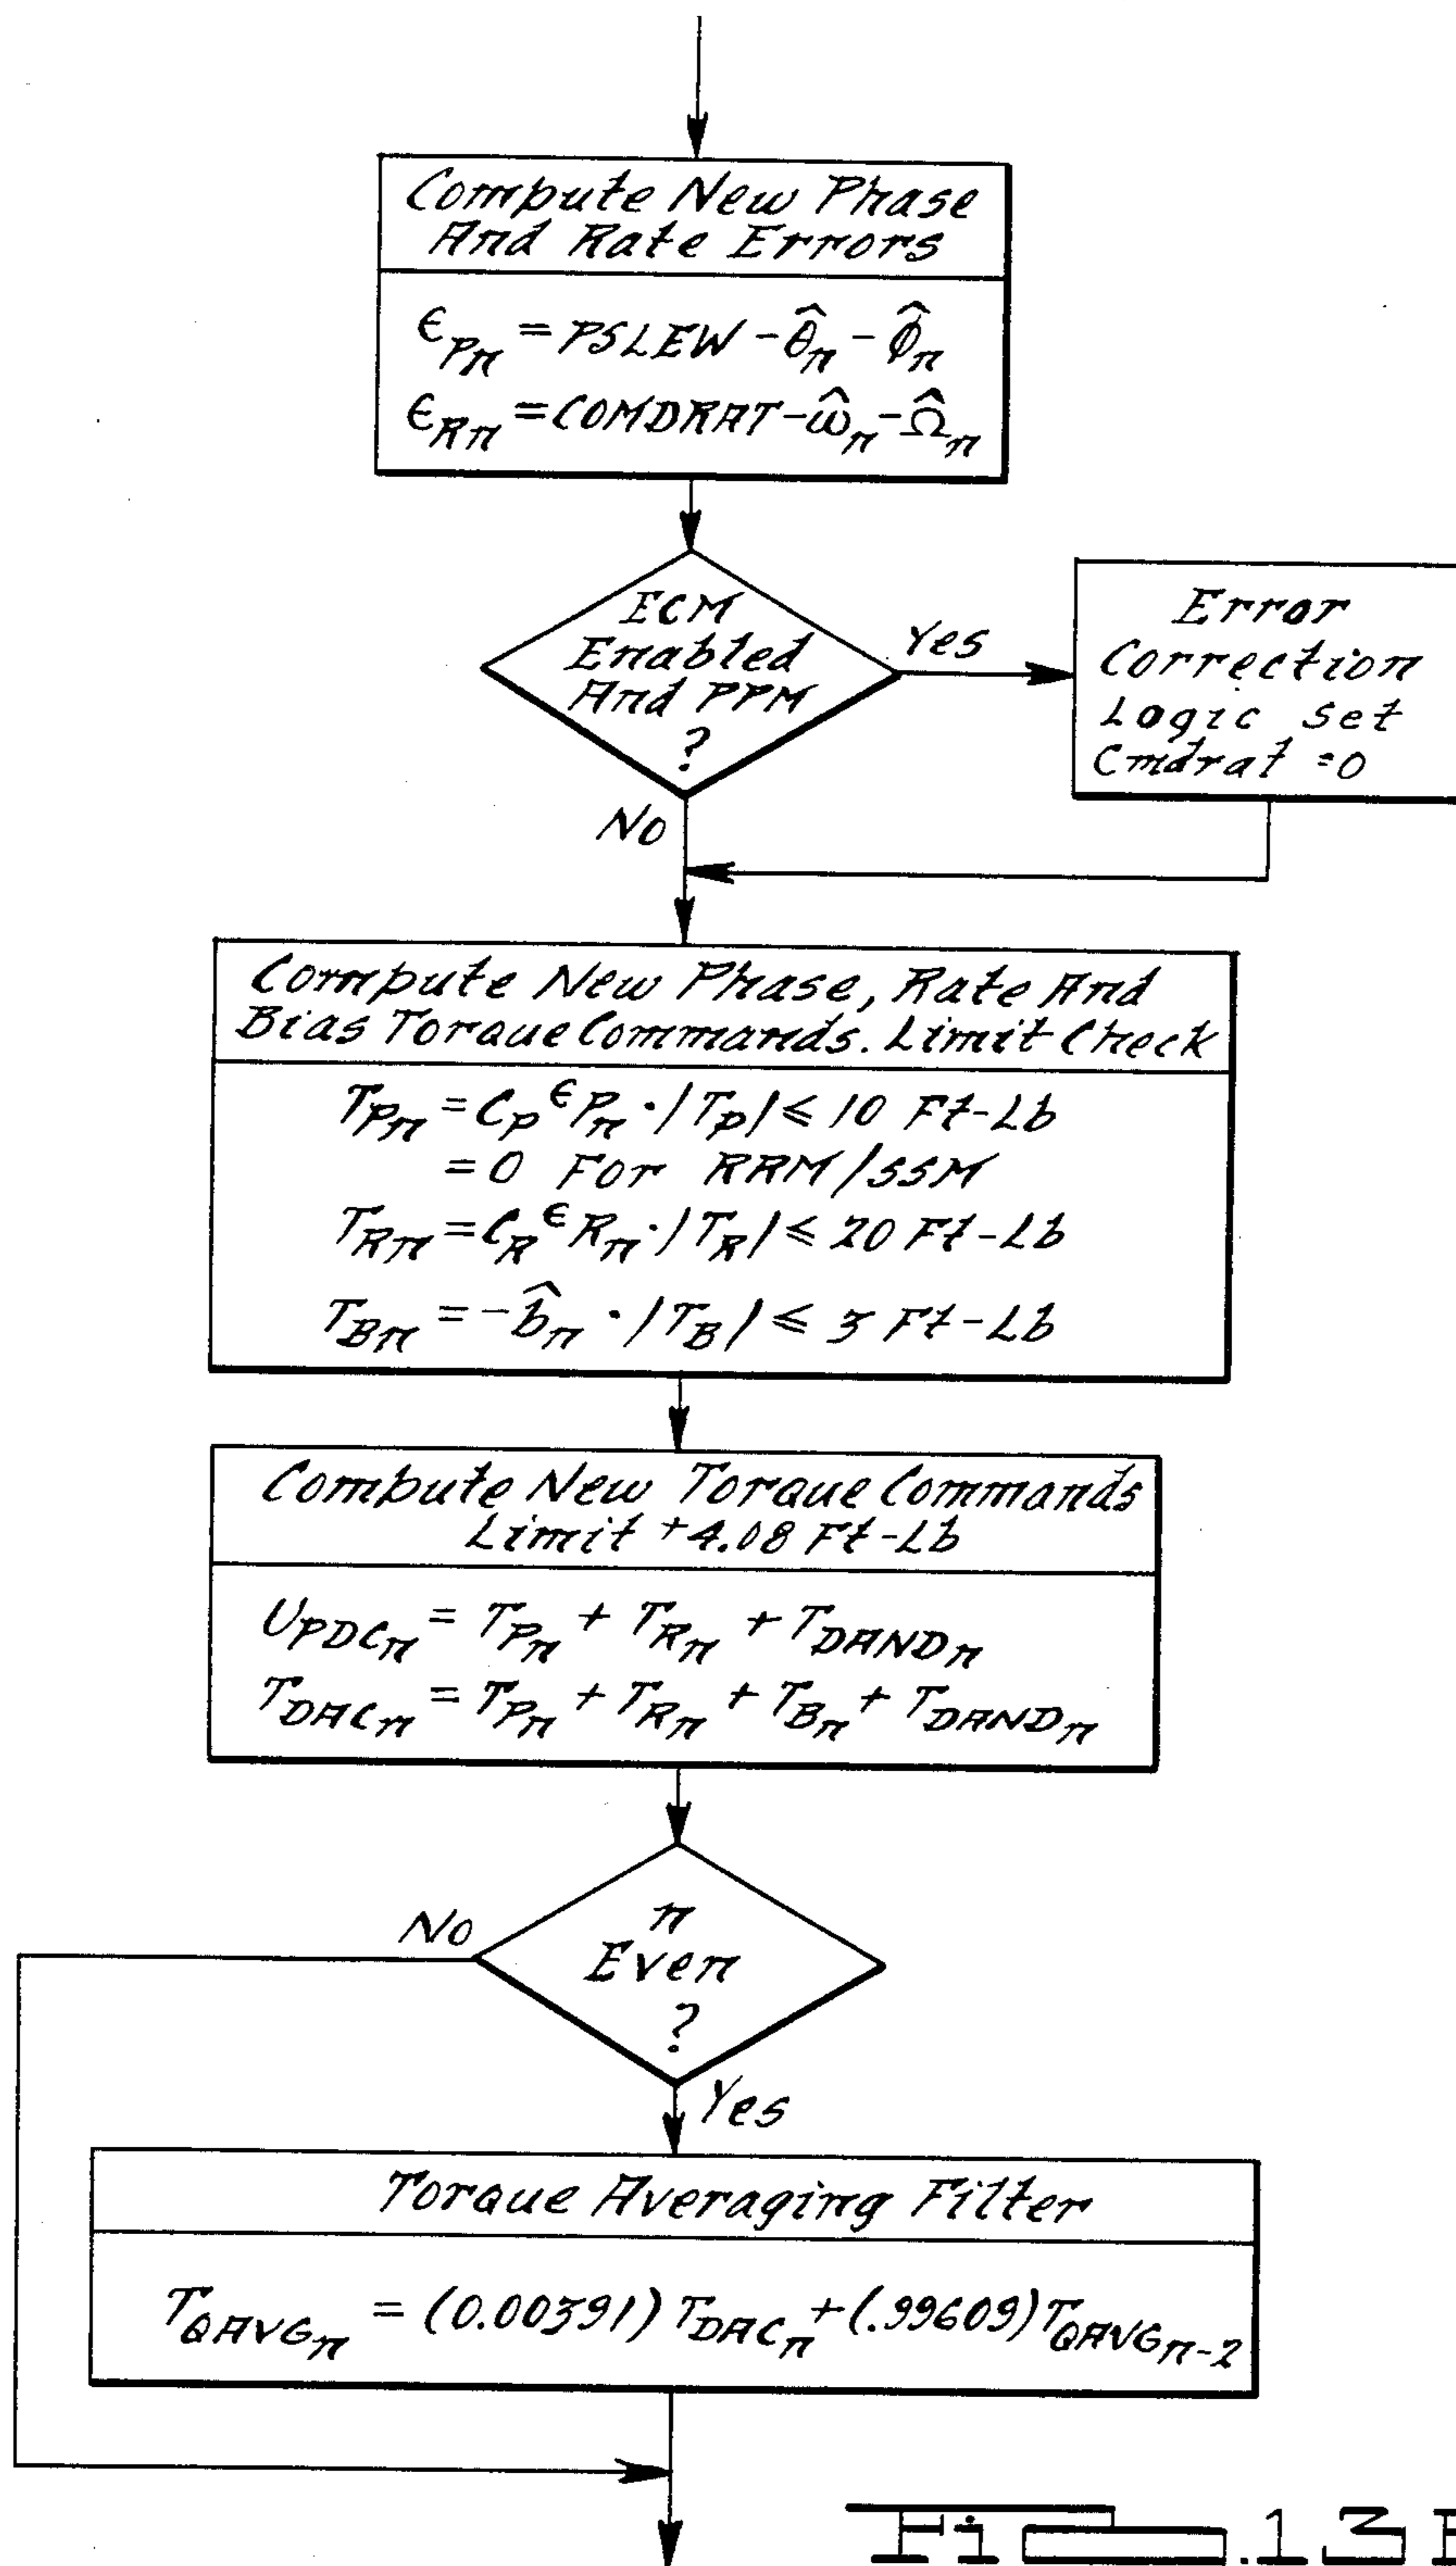 Compute New Phase
And Rate Errors
ϵ_Pn = PSLEW - θ̂_n - φ̂_n
ϵ_Rn = COMDRAT - ω̂_n - Ω̂_n
ECM
Enabled
And PPM
?
Yes
Error
Correction
Logic set
Cmdrat = 0
No
Compute New Phase, Rate And
Bias Torque Commands. Limit Check
T_Pn = C_P ϵ_Pn · |T_P| ≤ 10 Ft-Lb
= 0 For RRM/SSM
T_Rn = C_R ϵ_Rn · |T_R| ≤ 20 Ft-Lb
T_Bn = -b̂_n · |T_B| ≤ 3 Ft-Lb
Compute New Torque Commands
Limit +4.08 Ft-Lb
U_PDCn = T_Pn + T_Rn + T_DANDn
T_DACn = T_Pn + T_Rn + T_Bn + T_DANDn
No
n
Even
?
Yes
Torque Averaging Filter
T_QAVGn = (0.00391) T_DACn + (.99609) T_QAVGn-2